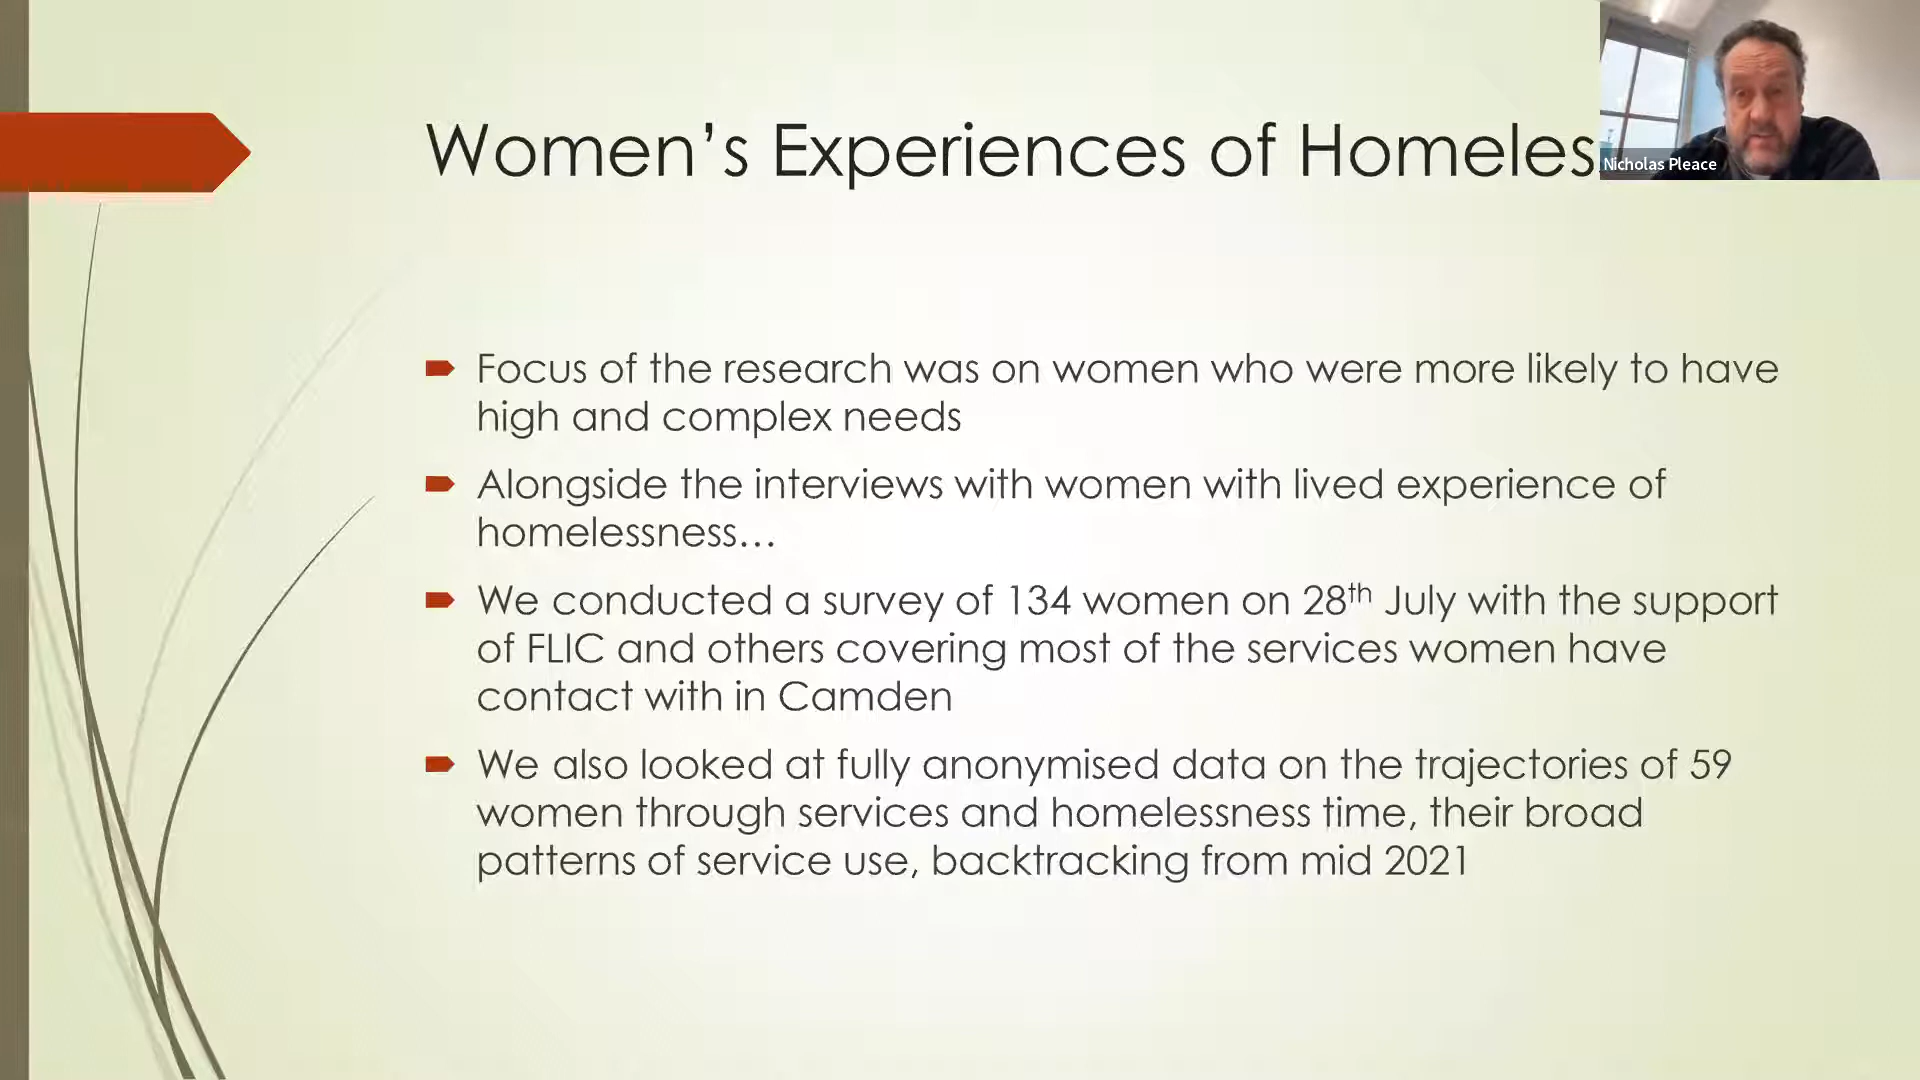 Women's Experiences of Homeles
Nicholas Pleace
Focus of the research was on women who were more likely to have
high and complex needs
Alongside the interviews with women with lived experience of
homelessness…
We conducted a survey of 134 women on 28th July with the support
of FLIC and others covering most of the services women have
contact with in Camden
We also looked at fully anonymised data on the trajectories of 59
women through services and homelessness time, their broad
patterns of service use, backtracking from mid 2021